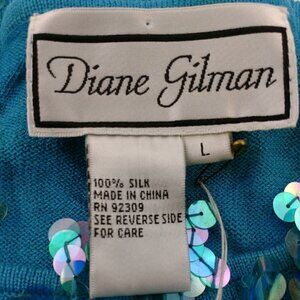 Diane Gilman
L
100% SILK
MADE IN CHINA
RN 92309
SEE REVERSE SIDE
FOR CARE